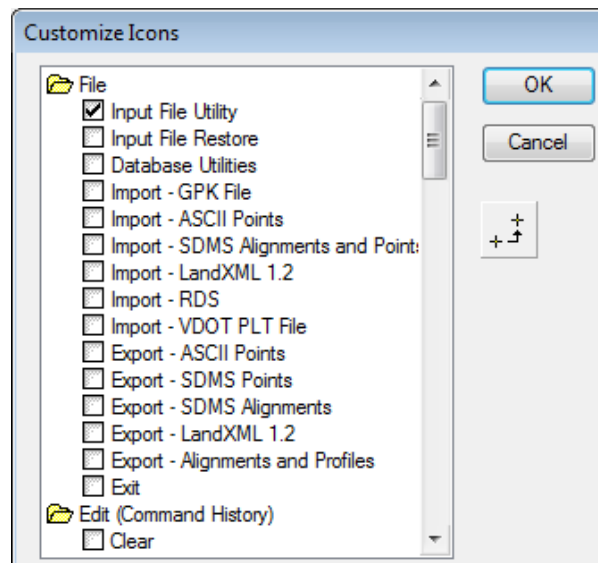 Customize Icons
File
Input File Utility
Input File Restore
Database Utilities
Import - GPK File
Import - ASCII Points
Import - SDMS Alignments and Point
Import - LandXML 1.2
Import - RDS
Import - VDOT PLT File
Export - ASCII Points
Export - SDMS Points
Export - SDMS Alignments
Export - LandXML 1.2
Export - Alignments and Profiles
Exit
Edit (Command History)
Clear
OK
Cancel